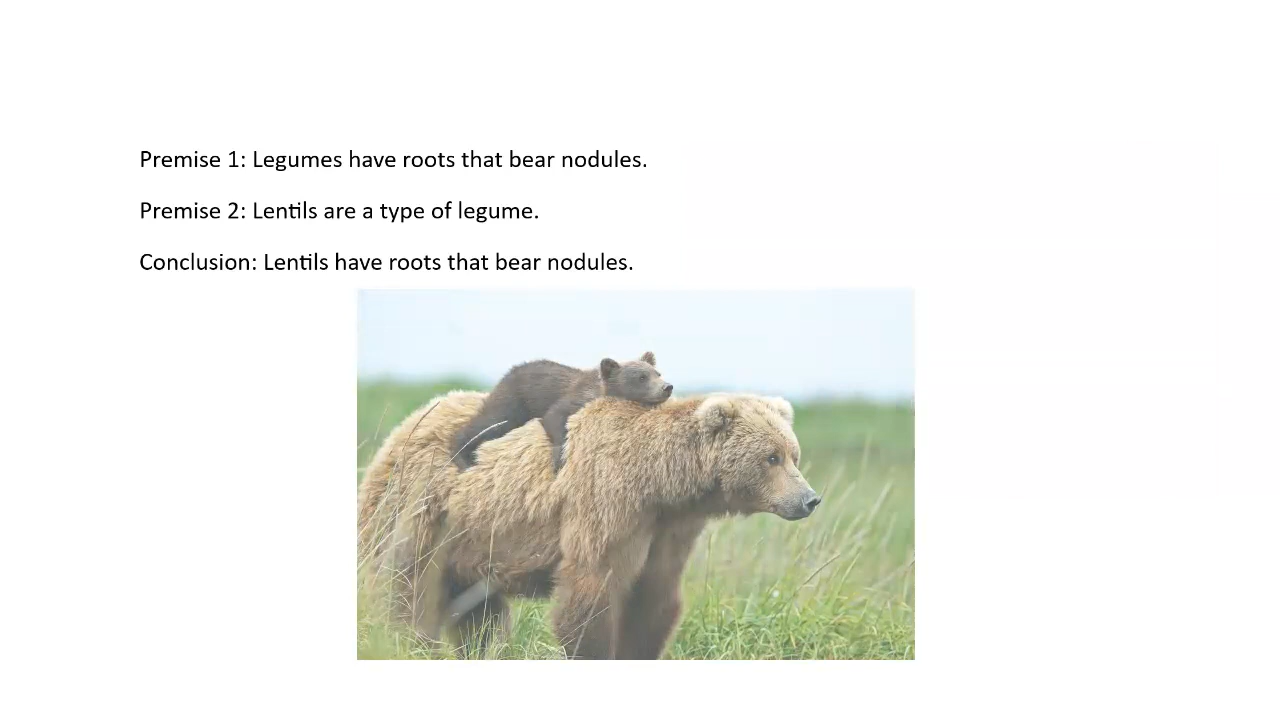 Premise 1: Legumes have roots that bear nodules.
Premise 2: Lentils are a type of legume.
Conclusion: Lentils have roots that bear nodules.